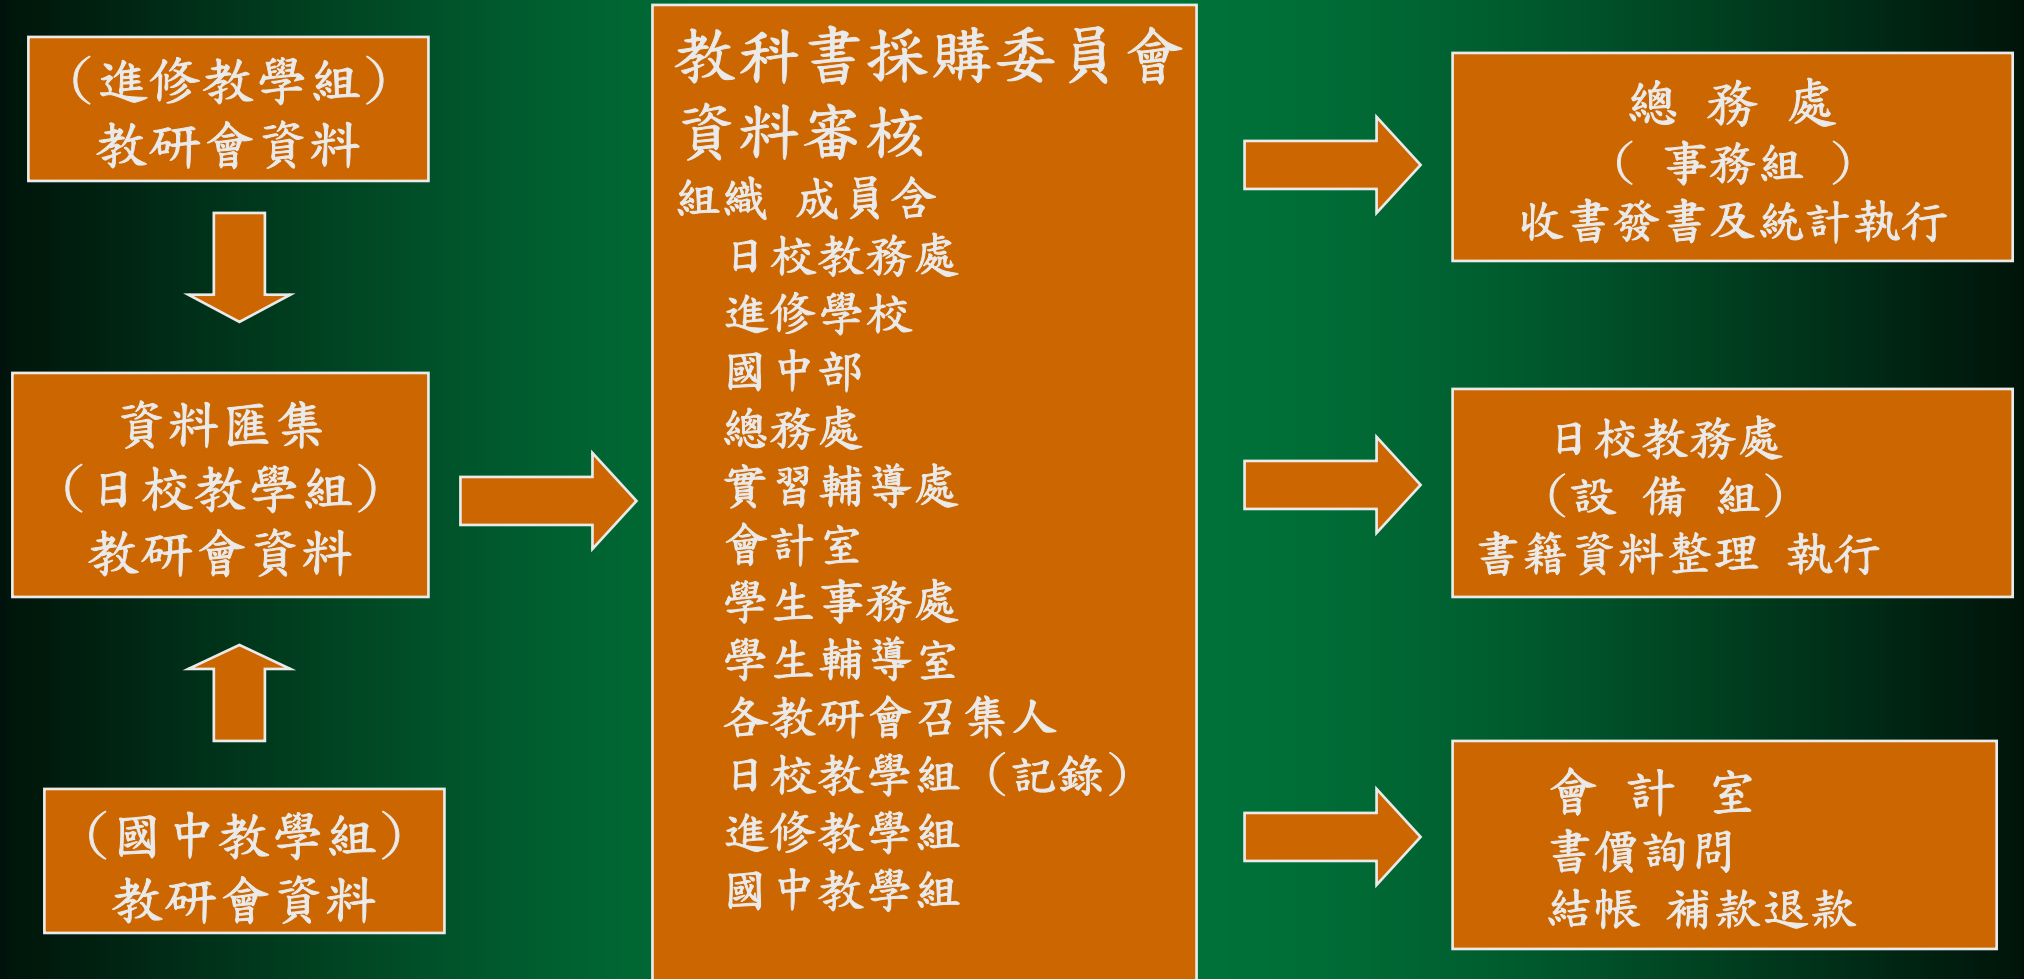 （進修教學組）
教研會資料
資料匯集
（日校教學組）
教研會資料
（國中教學組）
教研會資料
教科書採購委員會
資料審核
組織 成員含
日校教務處
進修學校
國中部
總務處
實習輔導處
會計室
學生事務處
學生輔導室
各教研會召集人
日校教學組（記錄）
進修教學組
國中教學組
總 務 處
（ 事務組 ）
收書發書及統計執行
日校教務處
（設 備 組）
書籍資料整理 執行
會 計 室
書價詢問
結帳 補款退款